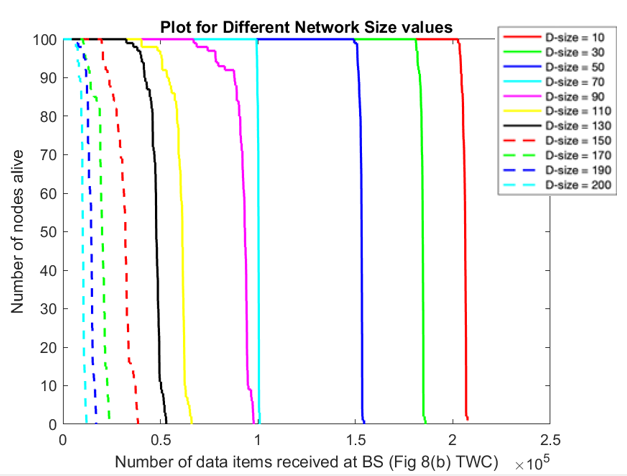 Plot for Different Network Size values
Number of nodes alive
100
90
80
70
60
50
40
30
20
10
0
0
0.5
1
1.5
2
2.5
×10^5
Number of data items received at BS (Fig 8(b) TWC)
D-size = 10
D-size = 30
D-size = 50
D-size = 70
D-size = 90
D-size = 110
D-size = 130
D-size = 150
D-size = 170
D-size = 190
D-size = 200